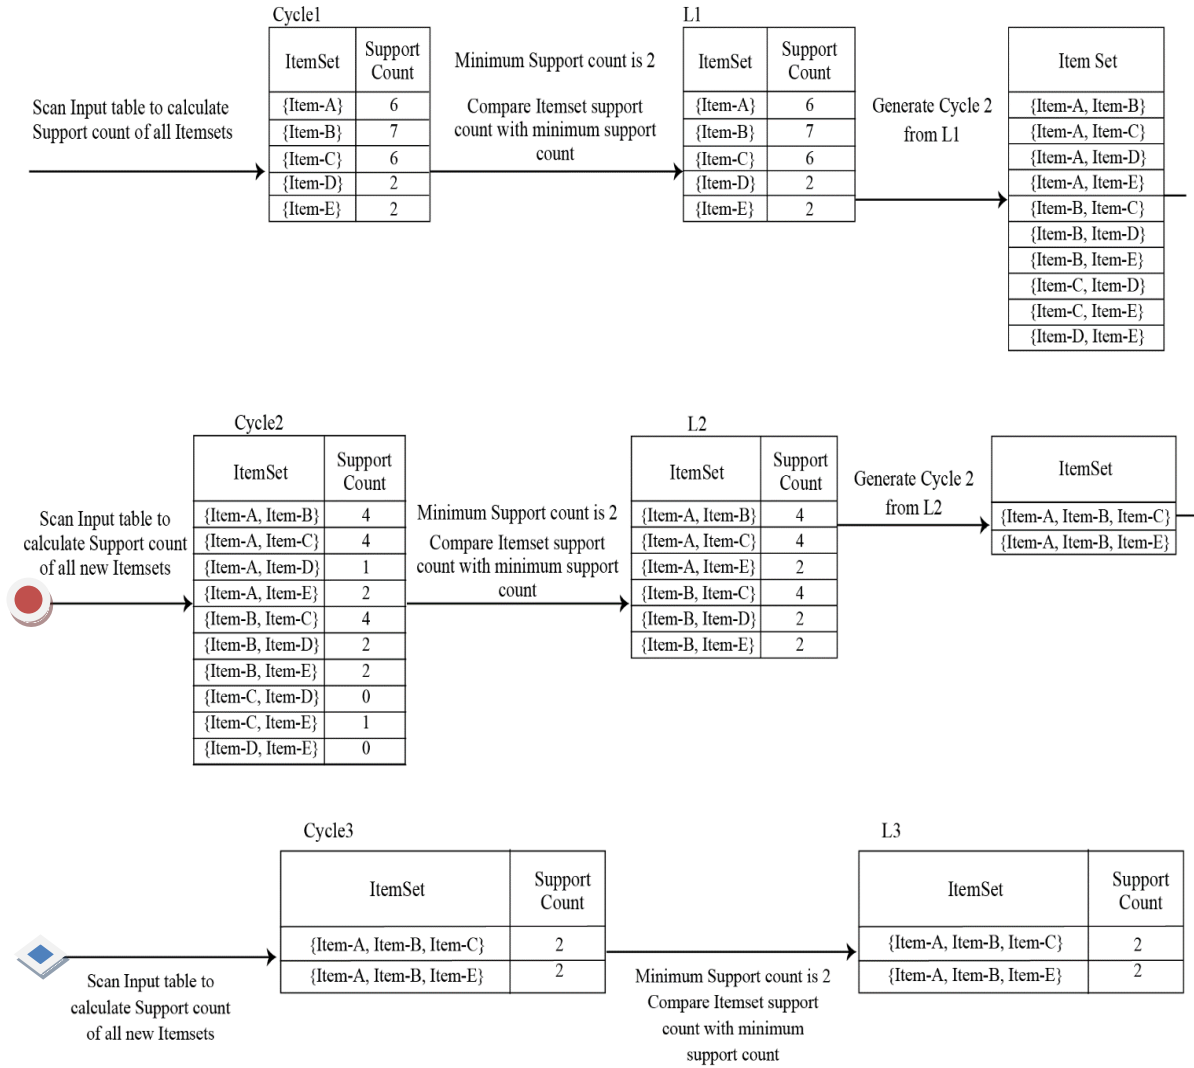 Cycle1
ItemSet
Support
Count
{Item-A} 6
{Item-B} 7
{Item-C} 6
{Item-D} 2
{Item-E} 2
Scan Input table to calculate
Support count of all Itemsets
Minimum Support count is 2
Compare Itemset support
count with minimum support
count
L1
ItemSet
Support
Count
{Item-A} 6
{Item-B} 7
{Item-C} 6
{Item-D} 2
{Item-E} 2
Generate Cycle 2
from L1
Item Set
{Item-A, Item-B}
{Item-A, Item-C}
{Item-A, Item-D}
{Item-A, Item-E}
{Item-B, Item-C}
{Item-B, Item-D}
{Item-B, Item-E}
{Item-C, Item-D}
{Item-C, Item-E}
{Item-D, Item-E}
Scan Input table to
calculate Support count
of all new Itemsets
Cycle2
ItemSet
Support
Count
{Item-A, Item-B} 4
{Item-A, Item-C} 4
{Item-A, Item-D} 1
{Item-A, Item-E} 2
{Item-B, Item-C} 4
{Item-B, Item-D} 2
{Item-B, Item-E} 2
{Item-C, Item-D} 0
{Item-C, Item-E} 1
{Item-D, Item-E} 0
Minimum Support count is 2
Compare Itemset support
count with minimum support
count
L2
ItemSet
Support
Count
{Item-A, Item-B} 4
{Item-A, Item-C} 4
{Item-A, Item-E} 2
{Item-B, Item-C} 4
{Item-B, Item-D} 2
{Item-B, Item-E} 2
Generate Cycle 2
from L2
ItemSet
{Item-A, Item-B, Item-C}
{Item-A, Item-B, Item-E}
Scan Input table to
calculate Support count
of all new Itemsets
Cycle3
ItemSet
Support
Count
{Item-A, Item-B, Item-C} 2
{Item-A, Item-B, Item-E} 2
Minimum Support count is 2
Compare Itemset support
count with minimum
support count
L3
ItemSet
Support
Count
{Item-A, Item-B, Item-C} 2
{Item-A, Item-B, Item-E} 2